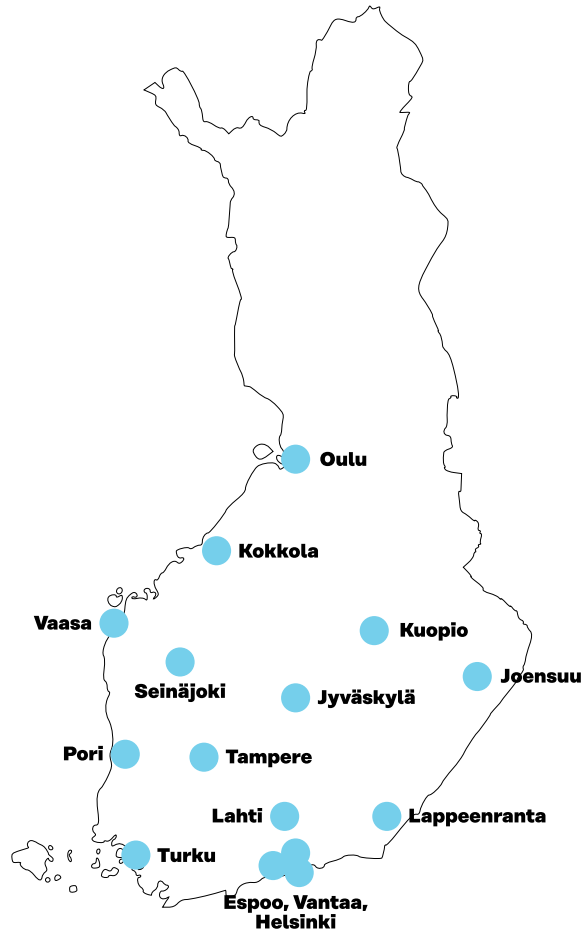 Oulu
Kokkola
Vaasa
Kuopio
Joensuu
Seinäjoki
Jyväskylä
Pori
Tampere
Lahti
Lappeenranta
Turku
Espoo, Vantaa,
Helsinki